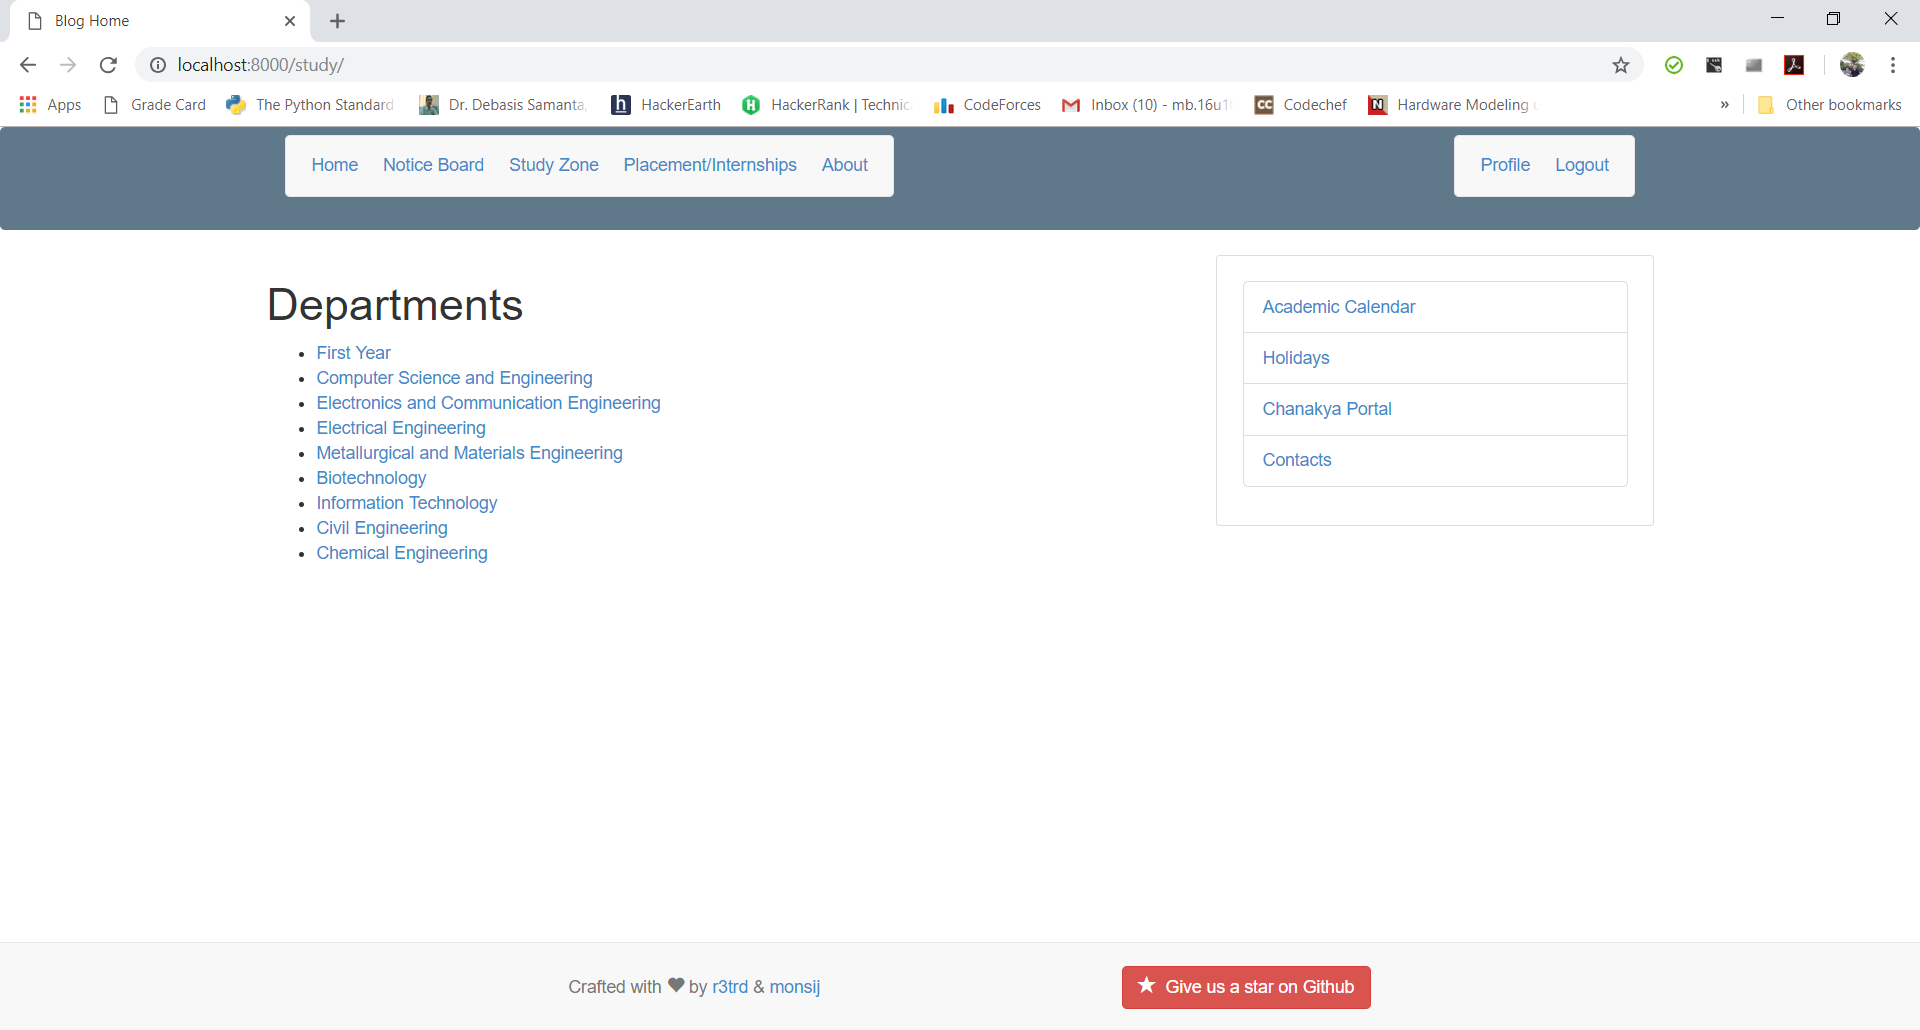 Blog Home
localhost:8000/study/
Apps Grade Card The Python Standard Dr. Debasis Samanta, HackerEarth HackerRank | Technic CodeForces Inbox (10) - mb.16u1 Codechef Hardware Modeling » Other bookmarks
Home Notice Board Study Zone Placement/Internships About Profile Logout
Departments
First Year
Computer Science and Engineering
Electronics and Communication Engineering
Electrical Engineering
Metallurgical and Materials Engineering
Biotechnology
Information Technology
Civil Engineering
Chemical Engineering
Academic Calendar
Holidays
Chanakya Portal
Contacts
Crafted with ♥ by r3trd & monsij
★ Give us a star on Github